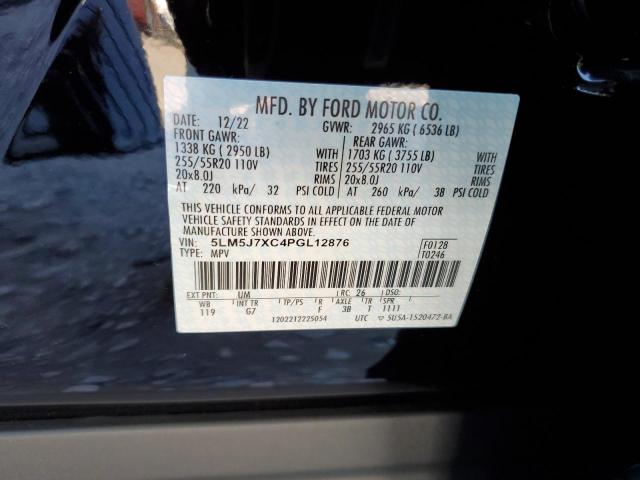 MFD. BY FORD MOTOR CO.
DATE: 12/22 GVWR: 2965 KG ( 6536 LB)
FRONT GAWR: REAR GAWR:
1338 KG ( 2950 LB) WITH 1703 KG ( 3755 LB) WITH
255/55R20 110V TIRES 255/55R20 110V TIRES
20x8.0J RIMS 20x8.0J RIMS
AT 220 kPa/ 32 PSI COLD AT 260 kPa/ 38 PSI COLD
THIS VEHICLE CONFORMS TO ALL APPLICABLE FEDERAL MOTOR
VEHICLE SAFETY STANDARDS IN EFFECT ON THE DATE OF
MANUFACTURE SHOWN ABOVE.
VIN: 5LM5J7XC4PGL12876 F0128
TYPE: MPV T0246
EXT PNT: UM RC: 26 DSO:
WB INT TR TP/PS R AXLE TR SPR
119 G7 F 3B T 1111
1202212225054 UTC ▽ 5U5A-1520472-BA